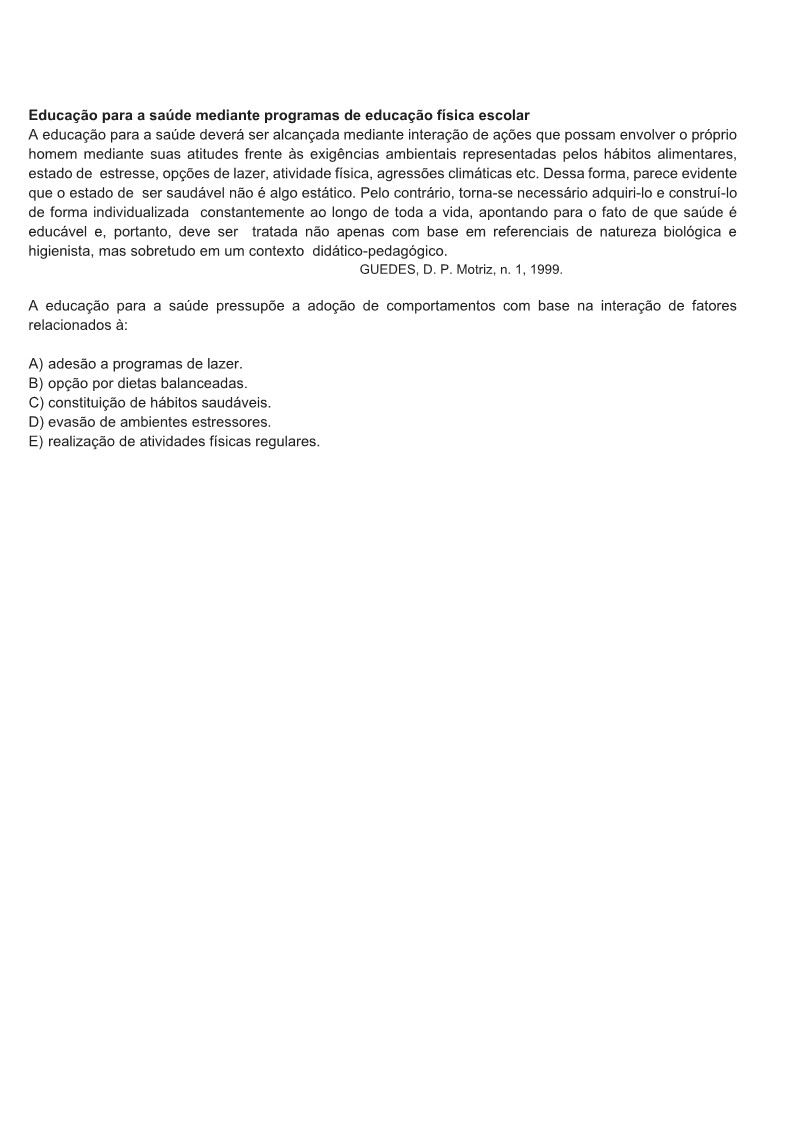 Educação para a saúde mediante programas de educação física escolar
A educação para a saúde deverá ser alcançada mediante interação de ações que possam envolver o próprio
homem mediante suas atitudes frente às exigências ambientais representadas pelos hábitos alimentares,
estado de estresse, opções de lazer, atividade física, agressões climáticas etc. Dessa forma, parece evidente
que o estado de ser saudável não é algo estático. Pelo contrário, torna-se necessário adquiri-lo e construí-lo
de forma individualizada constantemente ao longo de toda a vida, apontando para o fato de que saúde é
educável e, portanto, deve ser tratada não apenas com base em referenciais de natureza biológica e
higienista, mas sobretudo em um contexto didático-pedagógico.
GUEDES, D. P. Motriz, n. 1, 1999.
A educação para a saúde pressupõe a adoção de comportamentos com base na interação de fatores
relacionados à:
A) adesão a programas de lazer.
B) opção por dietas balanceadas.
C) constituição de hábitos saudáveis.
D) evasão de ambientes estressores.
E) realização de atividades físicas regulares.